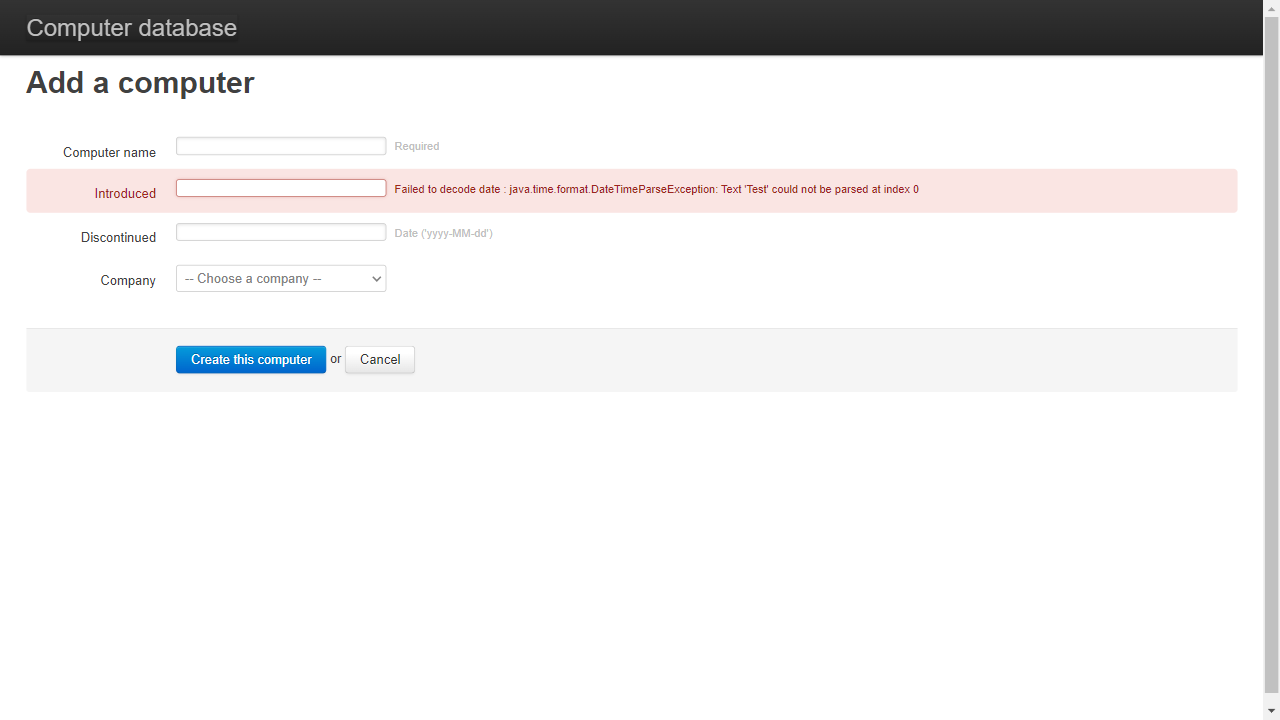 Computer database
Add a computer
Computer name Required
Introduced Failed to decode date : java.time.format.DateTimeParseException: Text 'Test' could not be parsed at index 0
Discontinued Date ('yyyy-MM-dd')
Company -- Choose a company --
Create this computer or Cancel